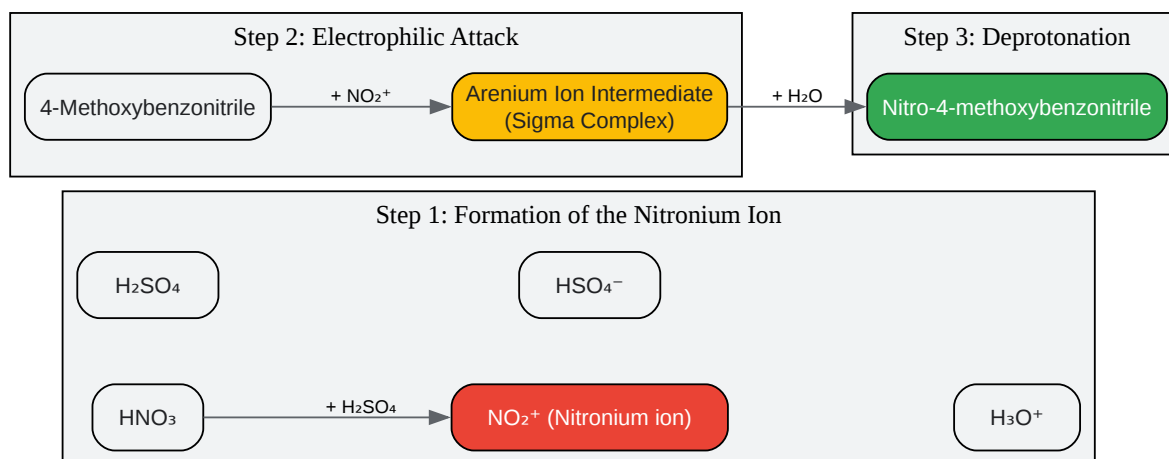 Step 2: Electrophilic Attack
4-Methoxybenzonitrile
+ NO₂⁺
Arenium Ion Intermediate
(Sigma Complex)
+ H₂O
Step 3: Deprotonation
Nitro-4-methoxybenzonitrile
Step 1: Formation of the Nitronium Ion
H₂SO₄
HSO₄⁻
HNO₃
+ H₂SO₄
NO₂⁺ (Nitronium ion)
H₃O⁺